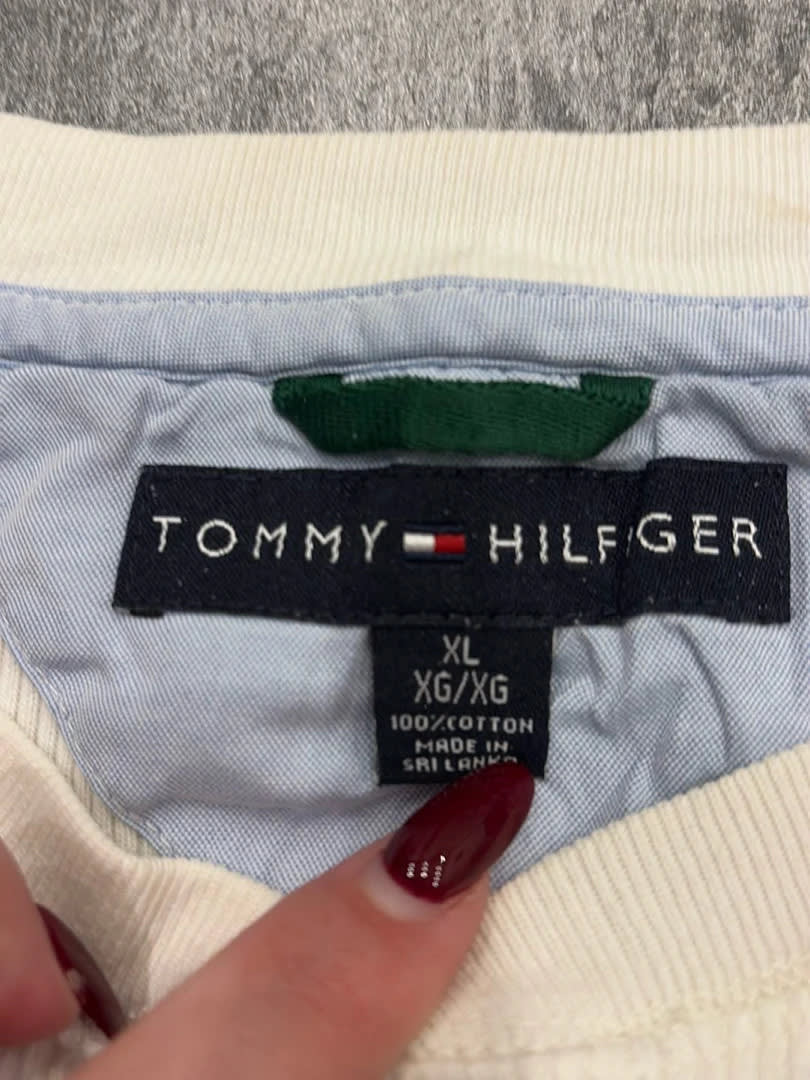 TOMMY HILFIGER
XL
XG/XG
100%COTTON
MADE IN
SRI LANKA